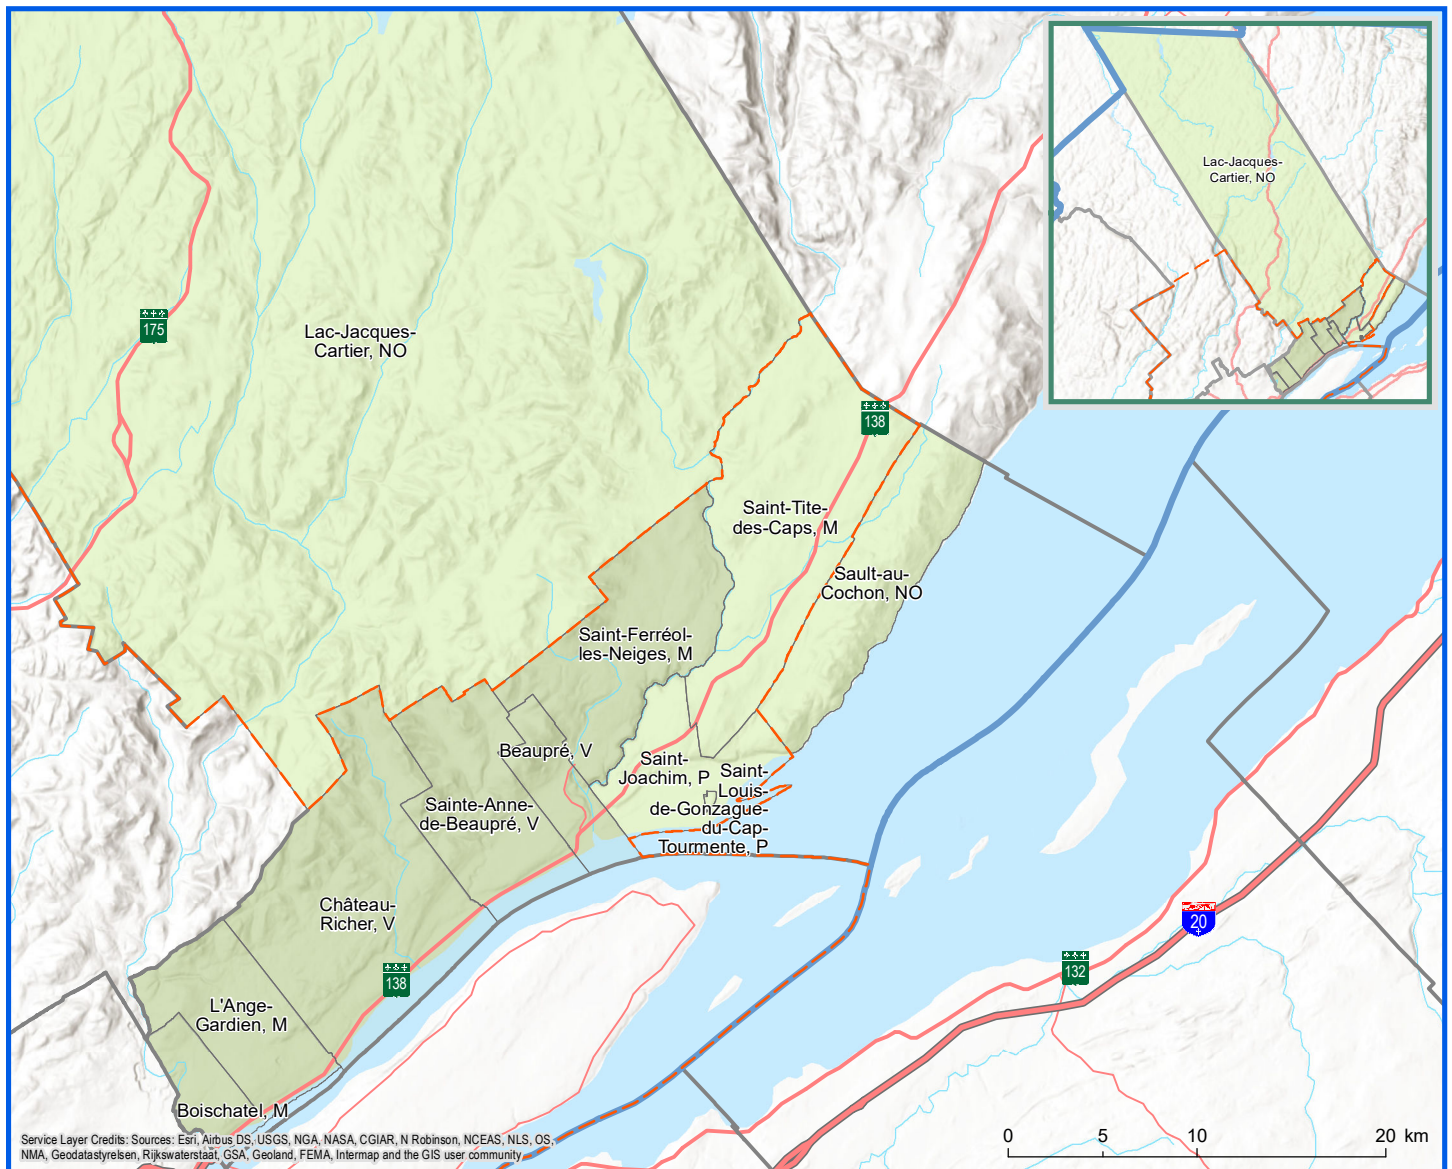 Lac-Jacques-
Cartier, NO
175
Lac-Jacques-
Cartier, NO
138
Saint-Tite-
des-Caps, M
Sault-au-
Cochon, NO
Saint-Ferréol-
les-Neiges, M
Beaupré, V
Saint-
Joachim, P
Saint-
Louis-
de-Gonzague-
du-Cap-
Tourmente, P
Sainte-Anne-
de-Beaupré, V
Château-
Richer, V
20
132
138
L'Ange-
Gardien, M
Boischatel, M
Service Layer Credits: Sources: Esri, Airbus DS, USGS, NGA, NASA, CGIAR, N Robinson, NCEAS, NLS, OS,
NMA, Geodatastyrelsen, Rijkswaterstaat, GSA, Geoland, FEMA, Intermap and the GIS user community
0 5 10 20 km